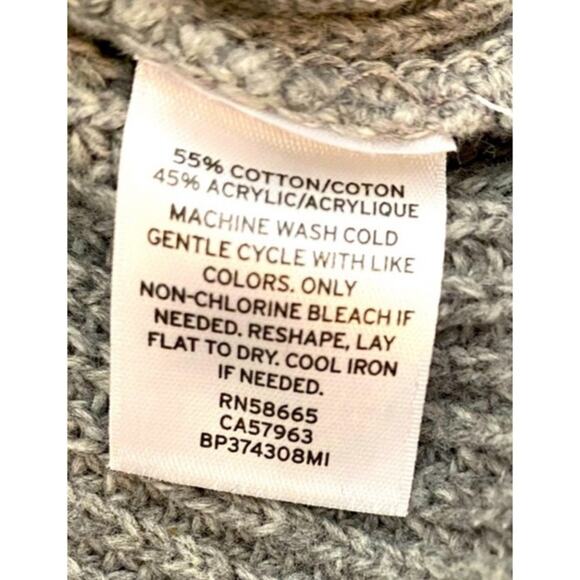 55% COTTON/COTON
45% ACRYLIC/ACRYLIQUE
MACHINE WASH COLD
GENTLE CYCLE WITH LIKE
COLORS. ONLY
NON-CHLORINE BLEACH IF
NEEDED. RESHAPE, LAY
FLAT TO DRY. COOL IRON
IF NEEDED.
RN58665
CA57963
BP374308MI